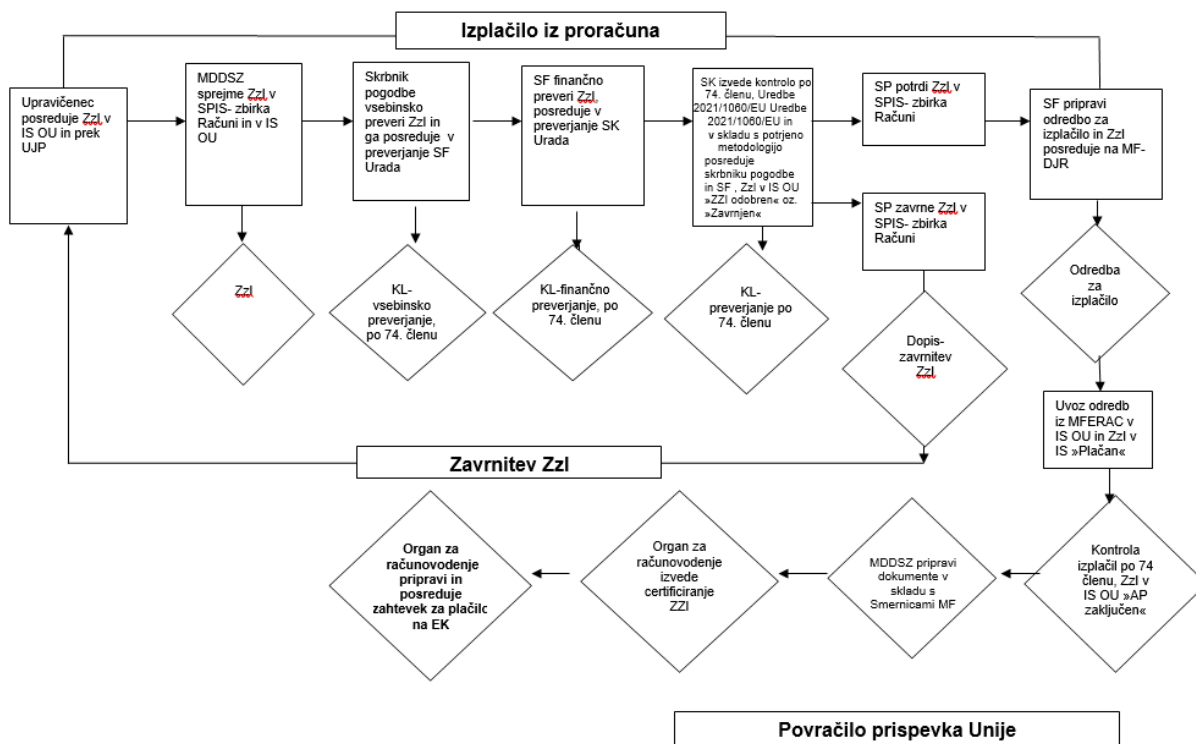 Izplačilo iz proračuna
Upravičenec
posreduje ZzI v
IS OU in prek
UJP
MDDSZ
sprejme ZzI v
SPIS- zbirka
Računi in v IS
OU
Skrbnik
pogodbe
vsebinsko
preveri ZzI in
ga posreduje v
preverjanje SF
Urada
SF finančno
preveri ZzI,
posreduje v
preverjanje SK
Urada
SK izvede kontrolo po
74. členu, Uredbe
2021/1060/EU Uredbe
2021/1060/EU in
v skladu s potrjeno
metodologijo
posreduje
skrbniku pogodbe
in SF , ZzI v IS OU
»ZZI odobren« oz.
»Zavrnjen«
SP potrdi ZzI v
SPIS- zbirka
Računi
SP zavrne ZzI v
SPIS- zbirka
Računi
SF pripravi
odredbo za
izplačilo in ZzI
posreduje na MF-
DJR
ZzI
KL-
vsebinsko
preverjanje,
po 74. členu
KL-finančno
preverjanje, po
74. členu
KL-
preverjanje po
74. členu
Dopis-
zavrnitev
ZzI
Odredba
za
izplačilo
Uvoz odredb
iz MFERAC v
IS OU in ZzI v
IS »Plačan«
Zavrnitev ZzI
Organ za
računovodenje
pripravi in
posreduje
zahtevek za plačilo
na EK
Organ za
računovodenje
izvede
certificiranje
ZZI
MDDSZ pripravi
dokumente v
skladu s
Smernicami MF
Kontrola
izplačil po 74
členu, ZzI v
IS OU »AP
zaključen«
Povračilo prispevka Unije